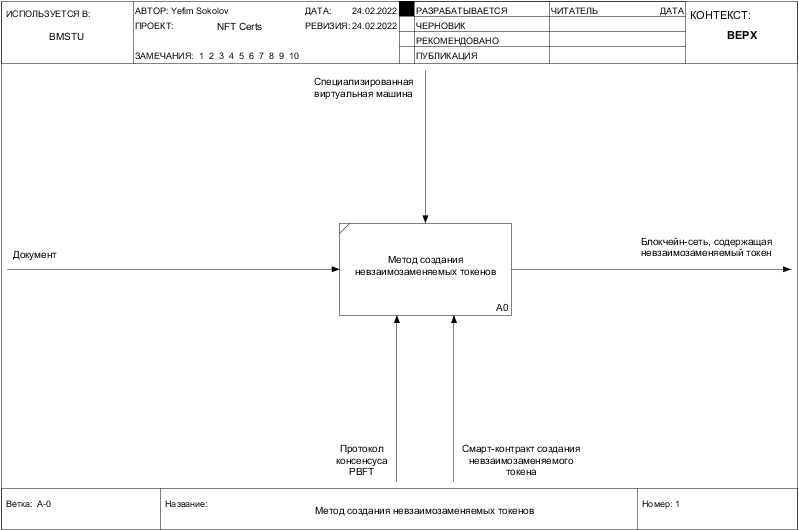 ИСПОЛЬЗУЕТСЯ В:
BMSTU
АВТОР: Yefim Sokolov
ДАТА: 24.02.2022
ПРОЕКТ: NFT Certs
РЕВИЗИЯ: 24.02.2022
ЗАМЕЧАНИЯ: 1 2 3 4 5 6 7 8 9 10
РАЗРАБАТЫВАЕТСЯ
ЧЕРНОВИК
РЕКОМЕНДОВАНО
ПУБЛИКАЦИЯ
ЧИТАТЕЛЬ
ДАТА
КОНТЕКСТ:
ВЕРХ
Специализированная
виртуальная машина
Документ
Метод создания
невзаимозаменяемых токенов
A0
Блокчейн-сеть, содержащая
невзаимозаменяемый токен
Протокол
консенсуса
PBFT
Смарт-контракт создания
невзаимозаменяемого
токена
Ветка: A-0
Название:
Метод создания невзаимозаменяемых токенов
Номер: 1